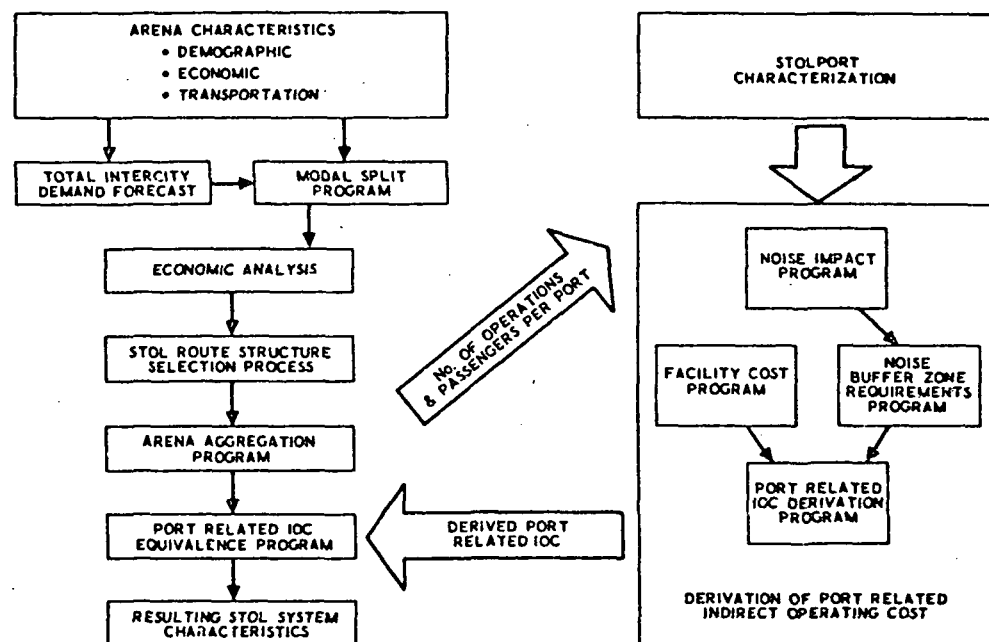 ARENA CHARACTERISTICS
• DEMOGRAPHIC
• ECONOMIC
• TRANSPORTATION
TOTAL INTERCITY
DEMAND FORECAST
MODAL SPLIT
PROGRAM
ECONOMIC ANALYSIS
STOL ROUTE STRUCTURE
SELECTION PROCESS
ARENA AGGREGATION
PROGRAM
PORT RELATED IOC
EQUIVALENCE PROGRAM
RESULTING STOL SYSTEM
CHARACTERISTICS
No. OF OPERATIONS
& PASSENGERS PER PORT
DERIVED PORT
RELATED IOC
STOLPORT
CHARACTERIZATION
NOISE IMPACT
PROGRAM
FACILITY COST
PROGRAM
NOISE
BUFFER ZONE
REQUIREMENTS
PROGRAM
PORT RELATED
IOC DERIVATION
PROGRAM
DERIVATION OF PORT RELATED
INDIRECT OPERATING COST